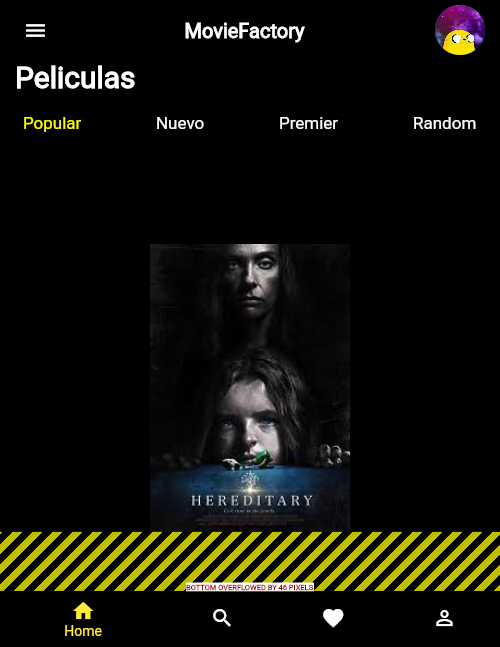 MovieFactory
Peliculas
Popular Nuevo Premier Random
HEREDITARY
BOTTOM OVERFLOWED BY 46 PIXELS
Home